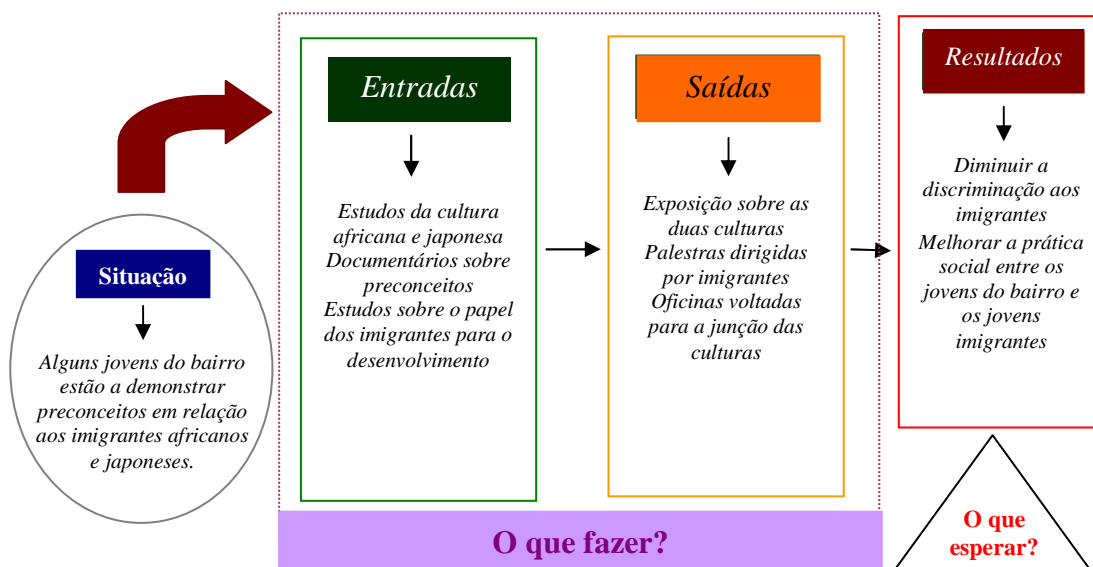 Situação
Alguns jovens do bairro
estão a demonstrar
preconceitos em relação
aos imigrantes africanos
e japoneses.
Entradas
Estudos da cultura
africana e japonesa
Documentários sobre
preconceitos
Estudos sobre o papel
dos imigrantes para o
desenvolvimento
Saídas
Exposição sobre as
duas culturas
Palestras dirigidas
por imigrantes
Oficinas voltadas
para a junção das
culturas
Resultados
Diminuir a
discriminação aos
imigrantes
Melhorar a prática
social entre os
jovens do bairro e
os jovens
imigrantes
O que fazer?
O que
esperar?